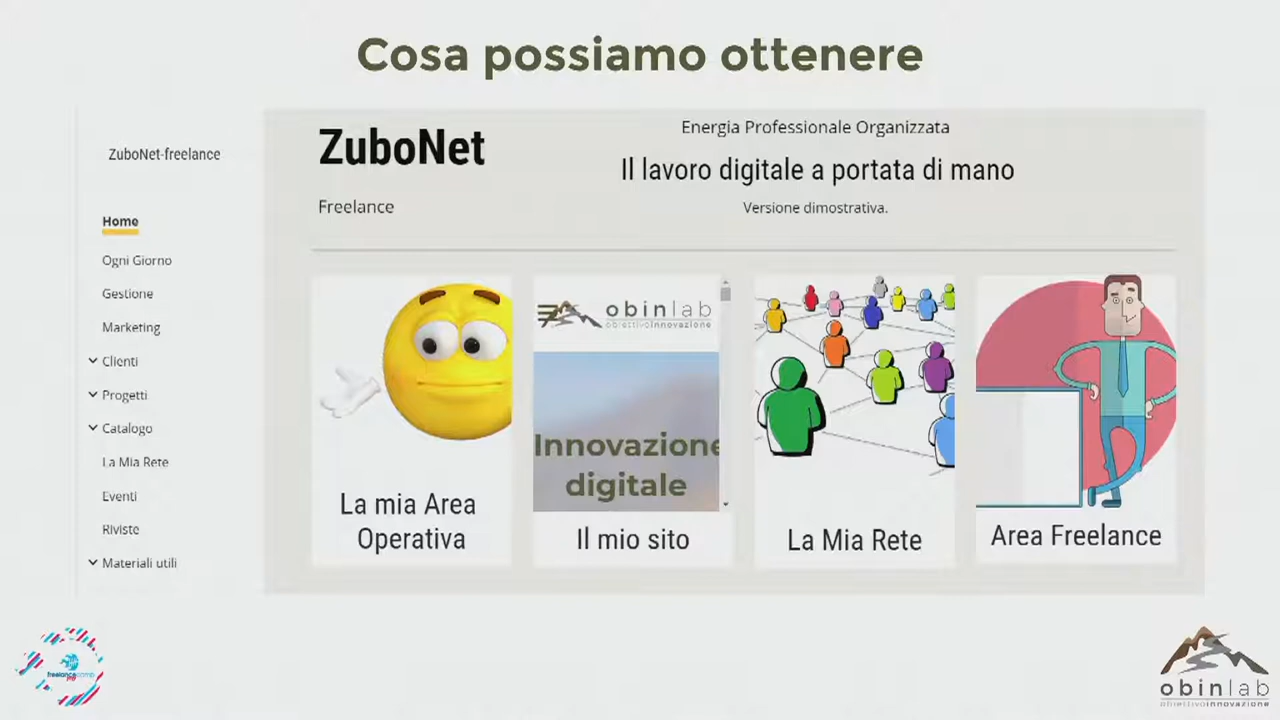 Cosa possiamo ottenere
ZuboNet-freelance
Home
Ogni Giorno
Gestione
Marketing
Clienti
Progetti
Catalogo
La Mia Rete
Eventi
Riviste
Materiali utili
ZuboNet
Freelance
Energia Professionale Organizzata
Il lavoro digitale a portata di mano
Versione dimostrativa.
La mia Area
Operativa
obinlab
obiettivoinnovazione
Innovazione
digitale
Il mio sito
La Mia Rete
Area Freelance
freelancecamp
obinlab
obiettivoinnovazione